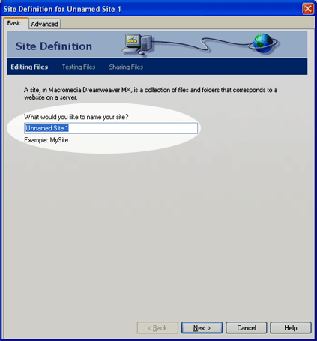 Site Definition for Unnamed Site 1
Basic Advanced
Site Definition
Editing Files Testing Files Sharing Files
A site, in Macromedia Dreamweaver MX, is a collection of files and folders that corresponds to a
website on a server.
What would you like to name your site?
Unnamed Site 1
Example: MySite
< Back Next > Cancel Help